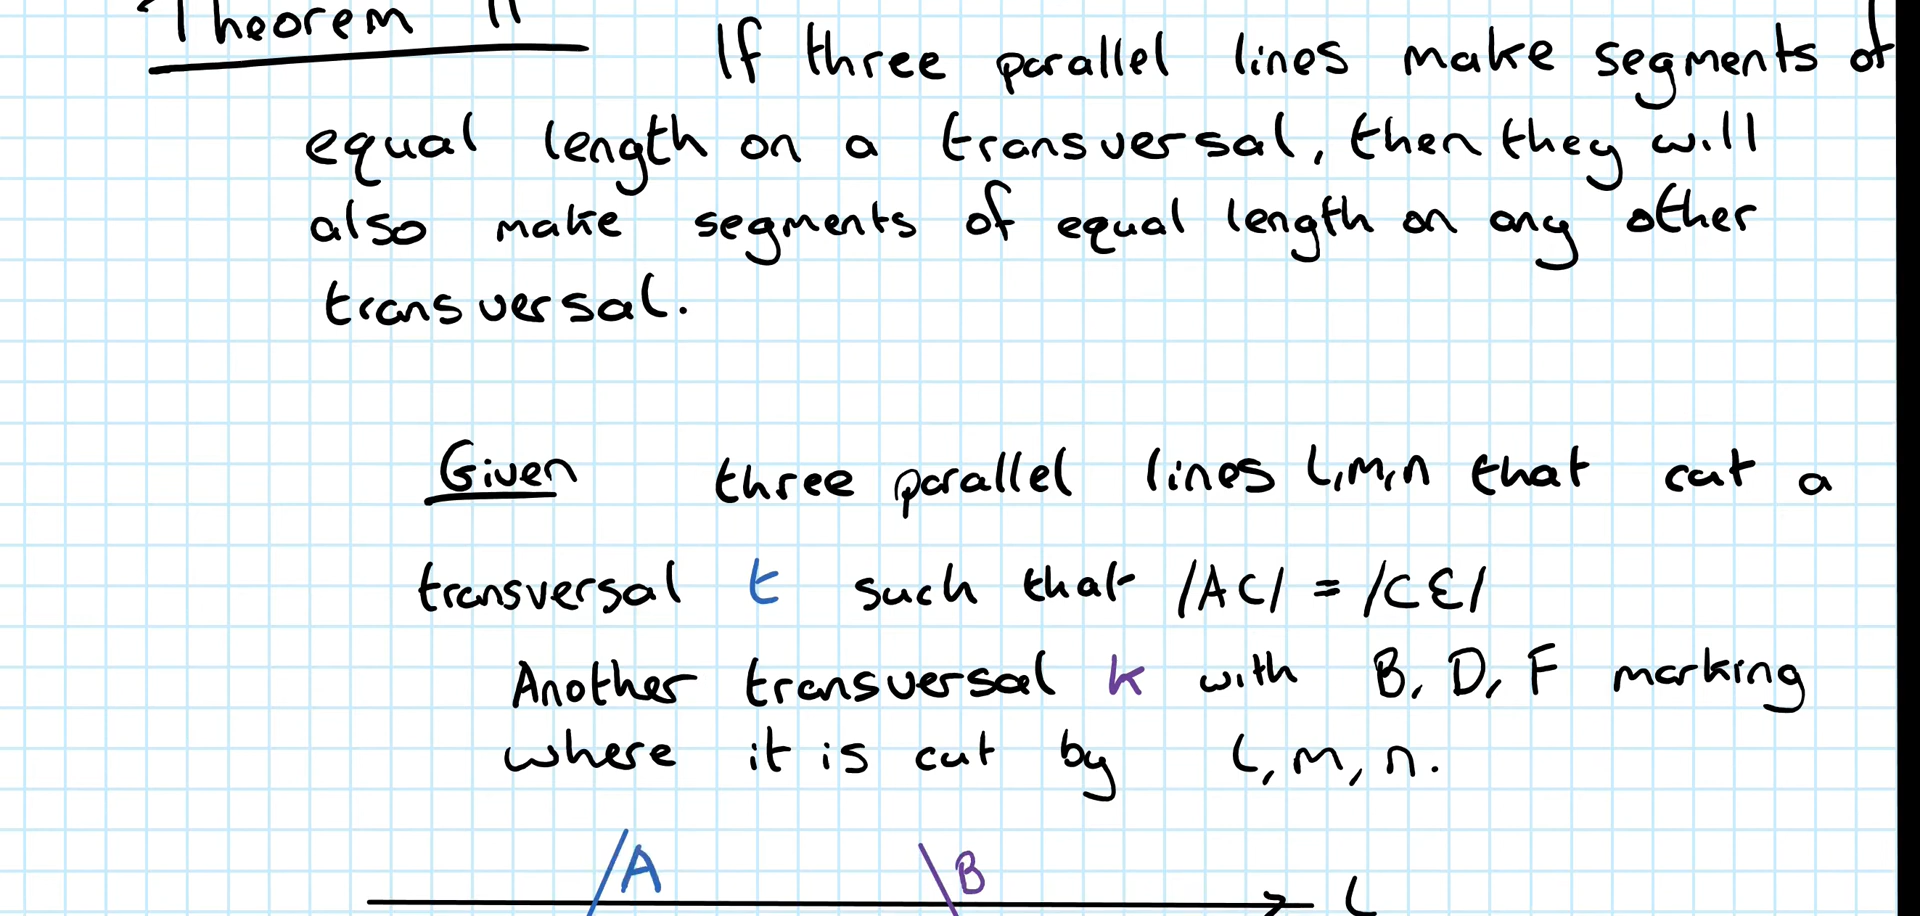 Theorem 11
If three parallel lines make segments of
equal length on a transversal, then they will
also make segments of equal length on any other
transversal.
Given three parallel lines l,m,n that cut a
transversal t such that |AC| = |CE|
Another transversal k with B, D, F marking
where it is cut by l, m, n.
A B
l